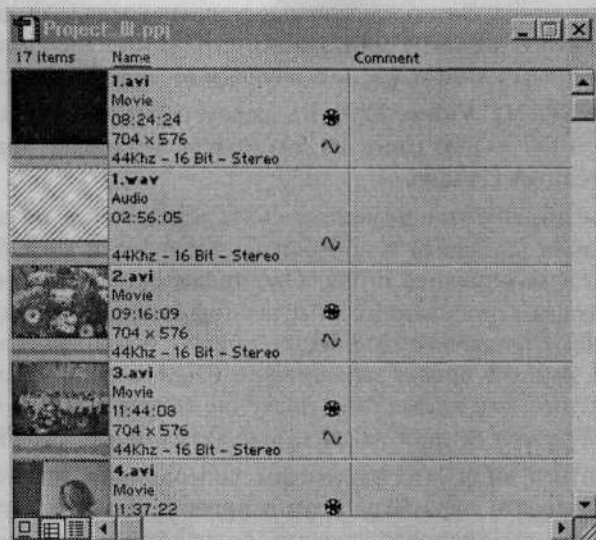 Project_III.ppj
17 items Name Comment
1.avi
Movie
08:24:24
704 x 576
44Khz - 16 Bit - Stereo
1.wav
Audio
02:56:05
44Khz - 16 Bit - Stereo
2.avi
Movie
09:16:09
704 x 576
44Khz - 16 Bit - Stereo
3.avi
Movie
11:44:08
704 x 576
44Khz - 16 Bit - Stereo
4.avi
Movie
11:37:22